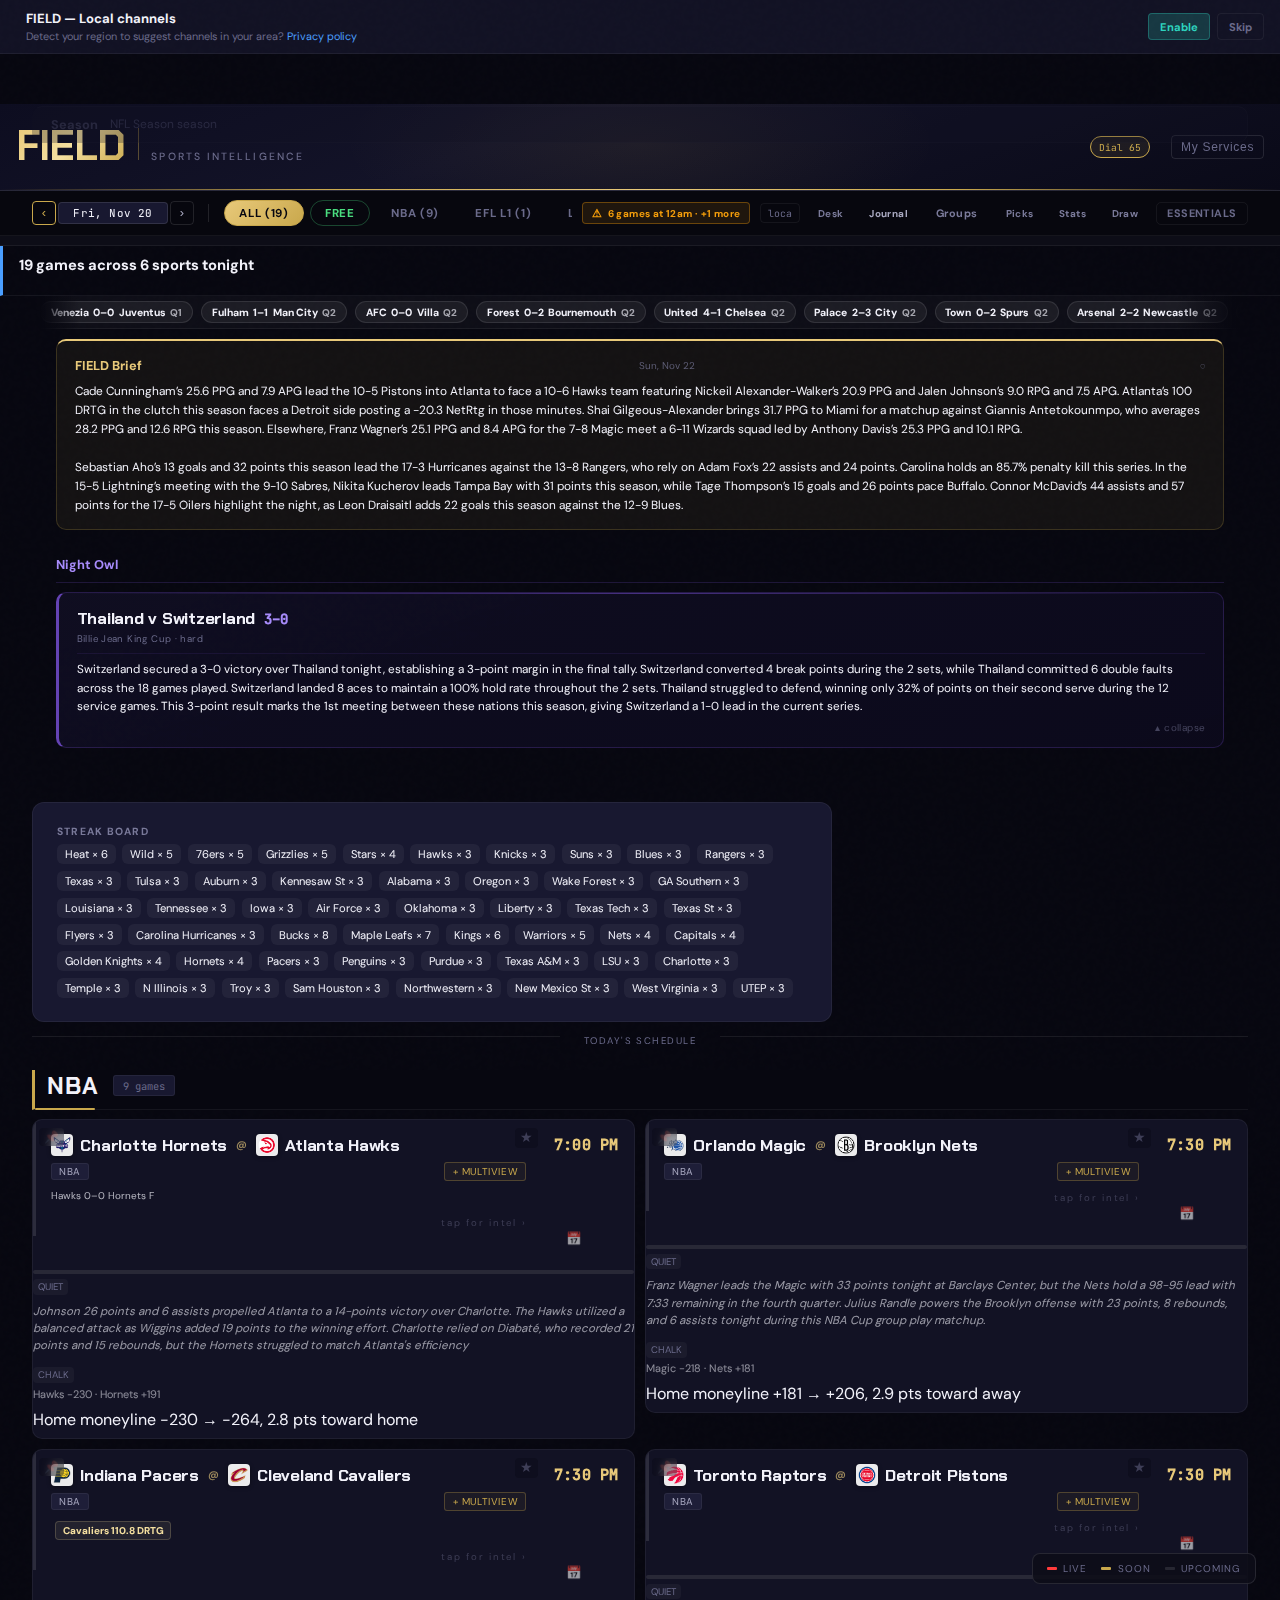 FIELD — Local channels
Detect your region to suggest channels in your area? Privacy policy
Enable
Skip
Season NFL Season season
FIELD
SPORTS INTELLIGENCE
Dial 65
My Services
‹ Fri, Nov 20 ›
ALL (19)
FREE
NBA (9)
EFL L1 (1)
⚠ 6 games at 12am · +1 more
loca
Desk
Journal
Groups
Picks
Stats
Draw
ESSENTIALS
19 games across 6 sports tonight
Venezia 0–0 Juventus Q1
Fulham 1–1 Man City Q2
AFC 0–0 Villa Q2
Forest 0–2 Bournemouth Q2
United 4–1 Chelsea Q2
Palace 2–3 City Q2
Town 0–2 Spurs Q2
Arsenal 2–2 Newcastle Q2
FIELD Brief
Sun, Nov 22
Cade Cunningham's 25.6 PPG and 7.9 APG lead the 10-5 Pistons into Atlanta to face a 10-6 Hawks team featuring Nickeil Alexander-Walker's 20.9 PPG and Jalen Johnson's 9.0 RPG and 7.5 APG. Atlanta's 100
DRTG in the clutch this season faces a Detroit side posting a -20.3 NetRtg in those minutes. Shai Gilgeous-Alexander brings 31.7 PPG to Miami for a matchup against Giannis Antetokounmpo, who averages
28.2 PPG and 12.6 RPG this season. Elsewhere, Franz Wagner's 25.1 PPG and 8.4 APG for the 7-8 Magic meet a 6-11 Wizards squad led by Anthony Davis's 25.3 PPG and 10.1 RPG.
Sebastian Aho's 13 goals and 32 points this season lead the 17-3 Hurricanes against the 13-8 Rangers, who rely on Adam Fox's 22 assists and 24 points. Carolina holds an 85.7% penalty kill this series. In the
15-5 Lightning's meeting with the 9-10 Sabres, Nikita Kucherov leads Tampa Bay with 31 points this season, while Tage Thompson's 15 goals and 26 points pace Buffalo. Connor McDavid's 44 assists and 57
points for the 17-5 Oilers highlight the night, as Leon Draisaitl adds 22 goals this season against the 12-9 Blues.
Night Owl
Thailand v Switzerland 3–0
Billie Jean King Cup · hard
Switzerland secured a 3-0 victory over Thailand tonight, establishing a 3-point margin in the final tally. Switzerland converted 4 break points during the 2 sets, while Thailand committed 6 double faults
across the 18 games played. Switzerland landed 8 aces to maintain a 100% hold rate throughout the 2 sets. Thailand struggled to defend, winning only 32% of points on their second serve during the 12
service games. This 3-point result marks the 1st meeting between these nations this season, giving Switzerland a 1-0 lead in the current series.
▴ collapse
STREAK BOARD
Heat × 6 Wild × 5 76ers × 5 Grizzlies × 5 Stars × 4 Hawks × 3 Knicks × 3 Suns × 3 Blues × 3 Rangers × 3
Texas × 3 Tulsa × 3 Auburn × 3 Kennesaw St × 3 Alabama × 3 Oregon × 3 Wake Forest × 3 GA Southern × 3
Louisiana × 3 Tennessee × 3 Iowa × 3 Air Force × 3 Oklahoma × 3 Liberty × 3 Texas Tech × 3 Texas St × 3
Flyers × 3 Carolina Hurricanes × 3 Bucks × 8 Maple Leafs × 7 Kings × 6 Warriors × 5 Nets × 4 Capitals × 4
Golden Knights × 4 Hornets × 4 Pacers × 3 Penguins × 3 Purdue × 3 Texas A&M × 3 LSU × 3 Charlotte × 3
Temple × 3 N Illinois × 3 Troy × 3 Sam Houston × 3 Northwestern × 3 New Mexico St × 3 West Virginia × 3 UTEP × 3
TODAY'S SCHEDULE
NBA
9 games
Charlotte Hornets @ Atlanta Hawks
★
7:00 PM
NBA
+ MULTIVIEW
Hawks 0–0 Hornets F
tap for intel ›
QUIET
Johnson 26 points and 6 assists propelled Atlanta to a 14-points victory over Charlotte. The Hawks utilized a
balanced attack as Wiggins added 19 points to the winning effort. Charlotte relied on Diabaté, who recorded 21
points and 15 rebounds, but the Hornets struggled to match Atlanta's efficiency
CHALK
Hawks -230 · Hornets +191
Home moneyline -230 → -264, 2.8 pts toward home
Orlando Magic @ Brooklyn Nets
★
7:30 PM
NBA
+ MULTIVIEW
tap for intel ›
QUIET
Franz Wagner leads the Magic with 33 points tonight at Barclays Center, but the Nets hold a 98-95 lead with
7:33 remaining in the fourth quarter. Julius Randle powers the Brooklyn offense with 23 points, 8 rebounds,
and 6 assists tonight during this NBA Cup group play matchup.
CHALK
Magic -218 · Nets +181
Home moneyline +181 → +206, 2.9 pts toward away
Indiana Pacers @ Cleveland Cavaliers
★
7:30 PM
NBA
+ MULTIVIEW
Cavaliers 110.8 DRTG
tap for intel ›
Toronto Raptors @ Detroit Pistons
★
7:30 PM
NBA
+ MULTIVIEW
tap for intel ›
QUIET
LIVE SOON UPCOMING